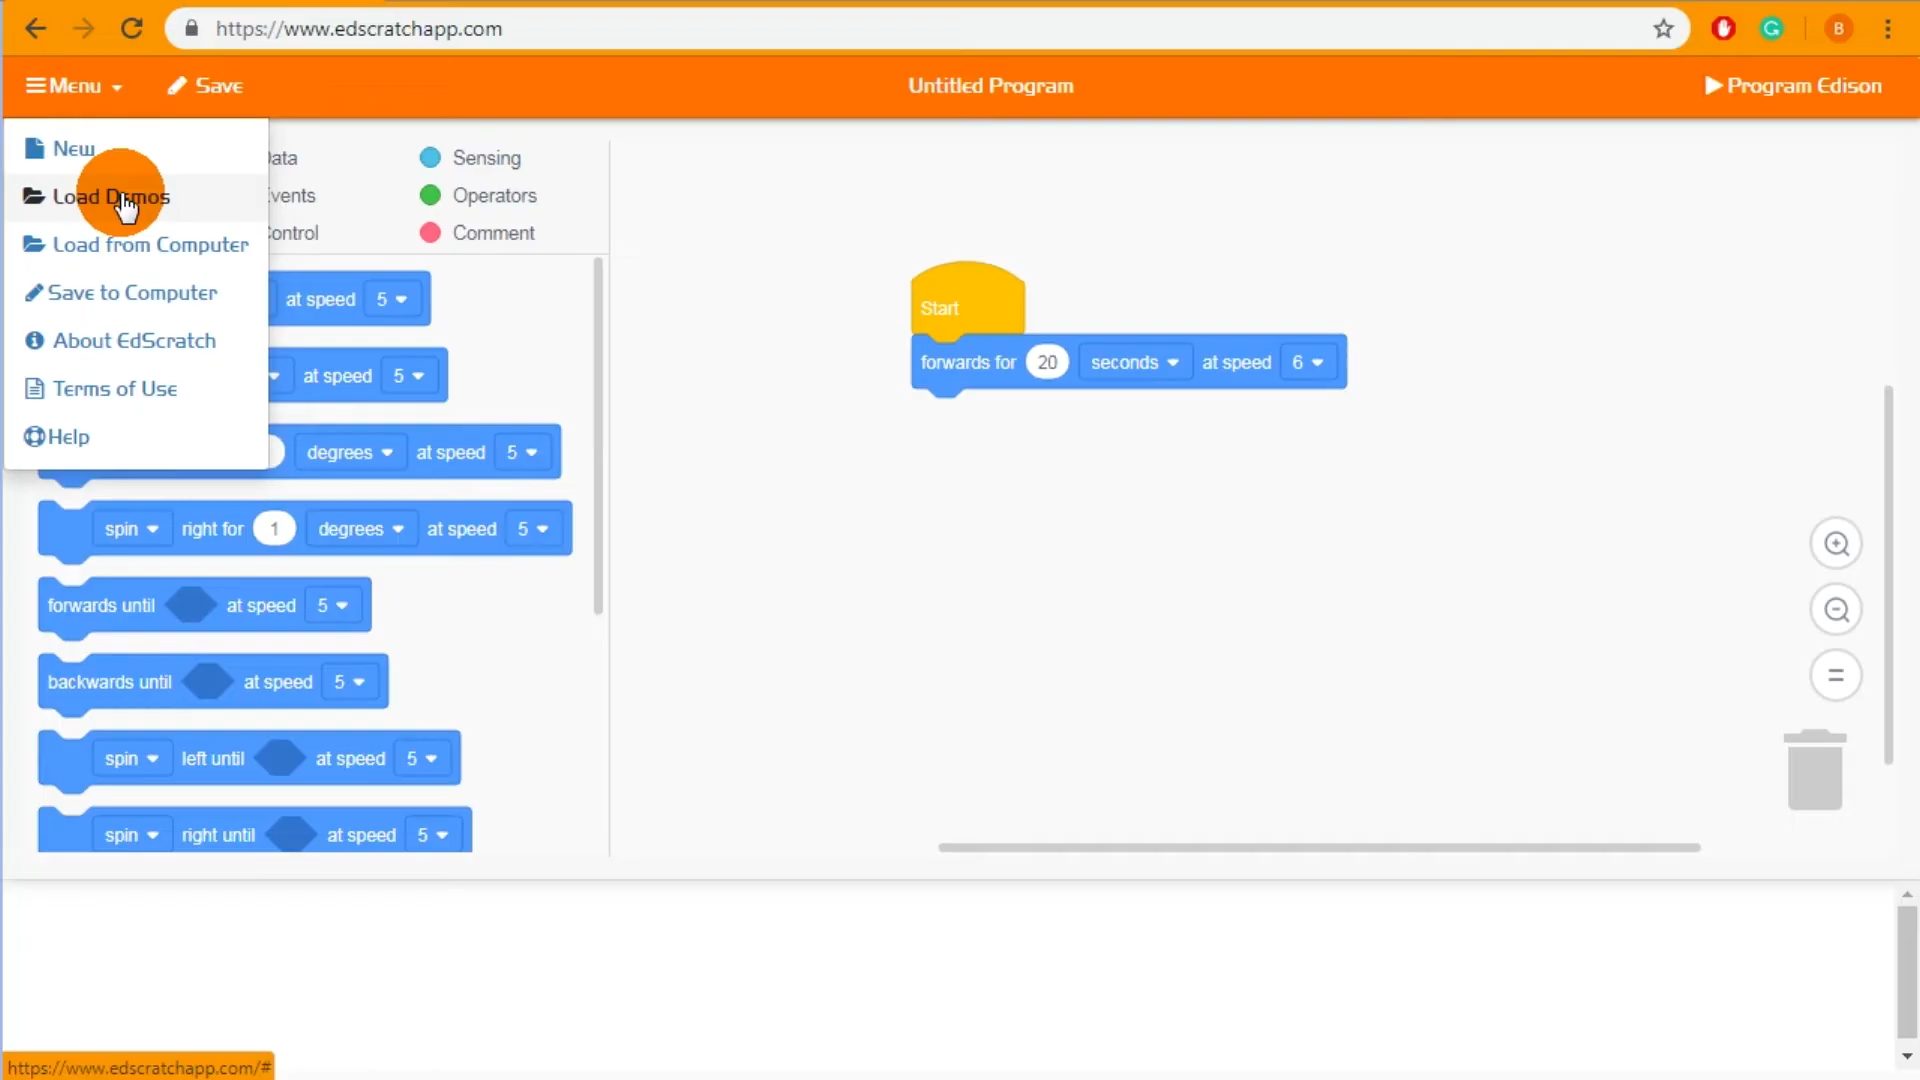 https://www.edscratchapp.com
B
Menu
Save
Untitled Program
Program Edison
New
Load Demos
Load from Computer
Save to Computer
About EdScratch
Terms of Use
Help
Sensing
Operators
Comment
at speed 5
at speed 5
degrees at speed 5
spin right for 1 degrees at speed 5
forwards until at speed 5
backwards until at speed 5
spin left until at speed 5
spin right until at speed 5
Start
forwards for 20 seconds at speed 6
https://www.edscratchapp.com/#